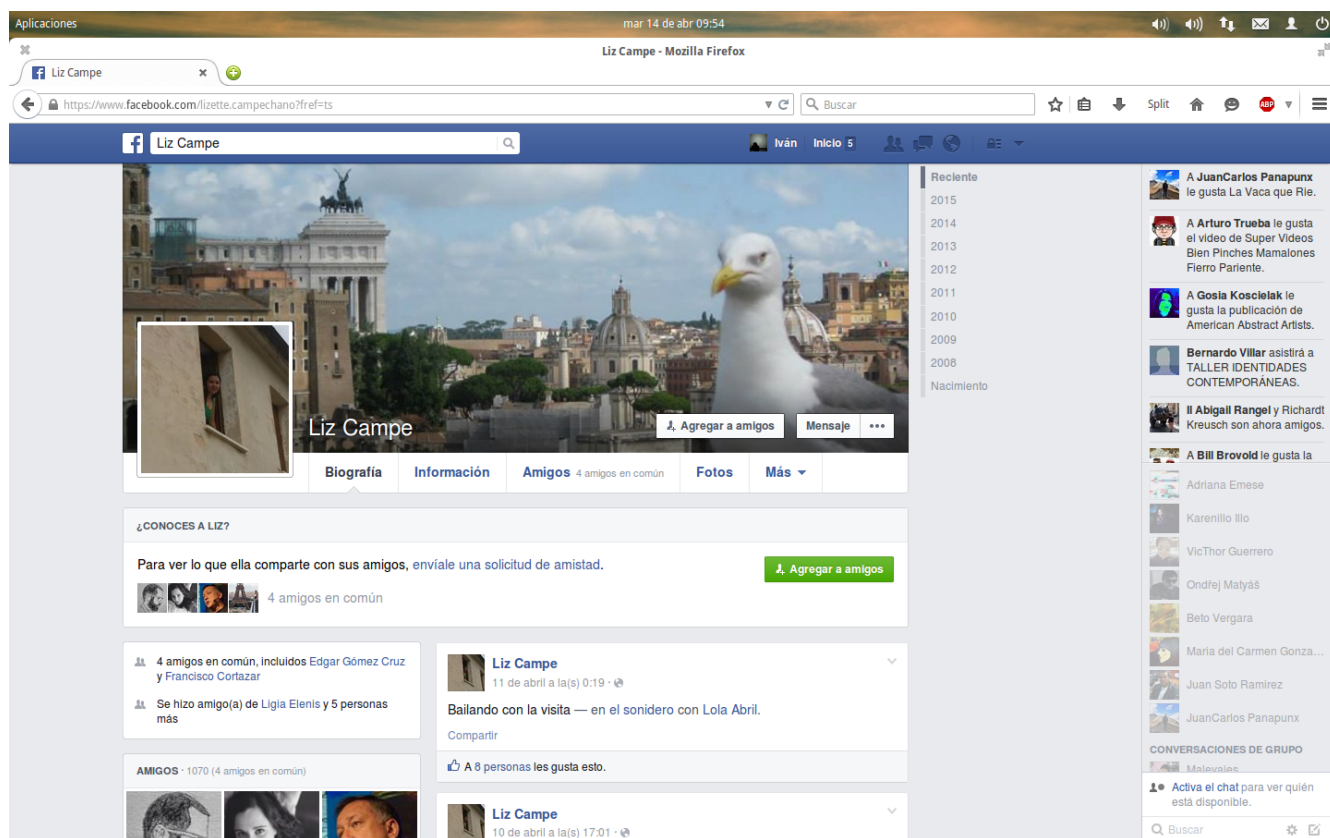 Aplicaciones
mar 14 de abr 09:54
Liz Campe - Mozilla Firefox
Liz Campe
https://www.facebook.com/lizette.campechano?fref=ts
Buscar
Split
ABP
Liz Campe
Iván
Inicio 5
Liz Campe
Agregar a amigos
Mensaje
Biografía
Información
Amigos 4 amigos en común
Fotos
Más
Reciente
2015
2014
2013
2012
2011
2010
2009
2008
Nacimiento
¿CONOCES A LIZ?
Para ver lo que ella comparte con sus amigos, envíale una solicitud de amistad.
Agregar a amigos
4 amigos en común
4 amigos en común, incluidos Edgar Gómez Cruz
y Francisco Cortazar
Se hizo amigo(a) de Ligia Elenis y 5 personas
más
AMIGOS · 1070 (4 amigos en común)
Liz Campe
11 de abril a la(s) 0:19 ·
Bailando con la visita — en el sonidero con Lola Abril.
Compartir
A 8 personas les gusta esto.
Liz Campe
10 de abril a la(s) 17:01 ·
A JuanCarlos Panapunx
le gusta La Vaca que Rie.
A Arturo Trueba le gusta
el video de Super Videos
Bien Pinches Mamalones
Fierro Pariente.
A Gosia Koscielak le
gusta la publicación de
American Abstract Artists.
Bernardo Villar asistirá a
TALLER IDENTIDADES
CONTEMPORÁNEAS.
Il Abigail Rangel y Richardt
Kreusch son ahora amigos.
A Bill Brovold le gusta la
Adriana Emese
Karenillo Illo
VicThor Guerrero
Ondřej Matyáš
Beto Vergara
Maria del Carmen Gonza...
Juan Soto Ramirez
JuanCarlos Panapunx
CONVERSACIONES DE GRUPO
Malevales
Activa el chat para ver quién
está disponible.
Buscar